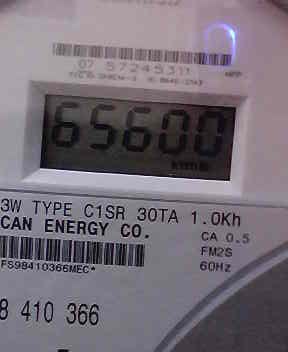 07 57245311
65600
3W TYPE C1SR 30TA 1.0Kh
CAN ENERGY CO.
CA 0.5
FM2S
FS98410366MEC*
60Hz
8 410 366